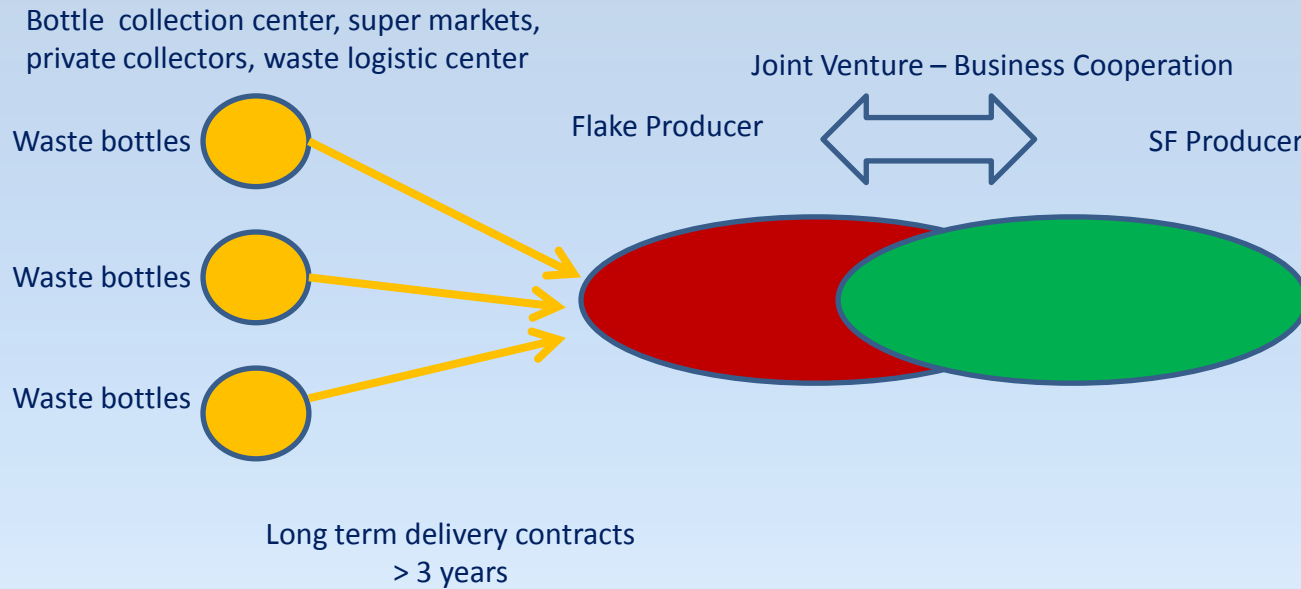 Bottle collection center, super markets,
private collectors, waste logistic center
Joint Venture – Business Cooperation
Flake Producer
SF Producer
Waste bottles
Waste bottles
Waste bottles
Long term delivery contracts
> 3 years